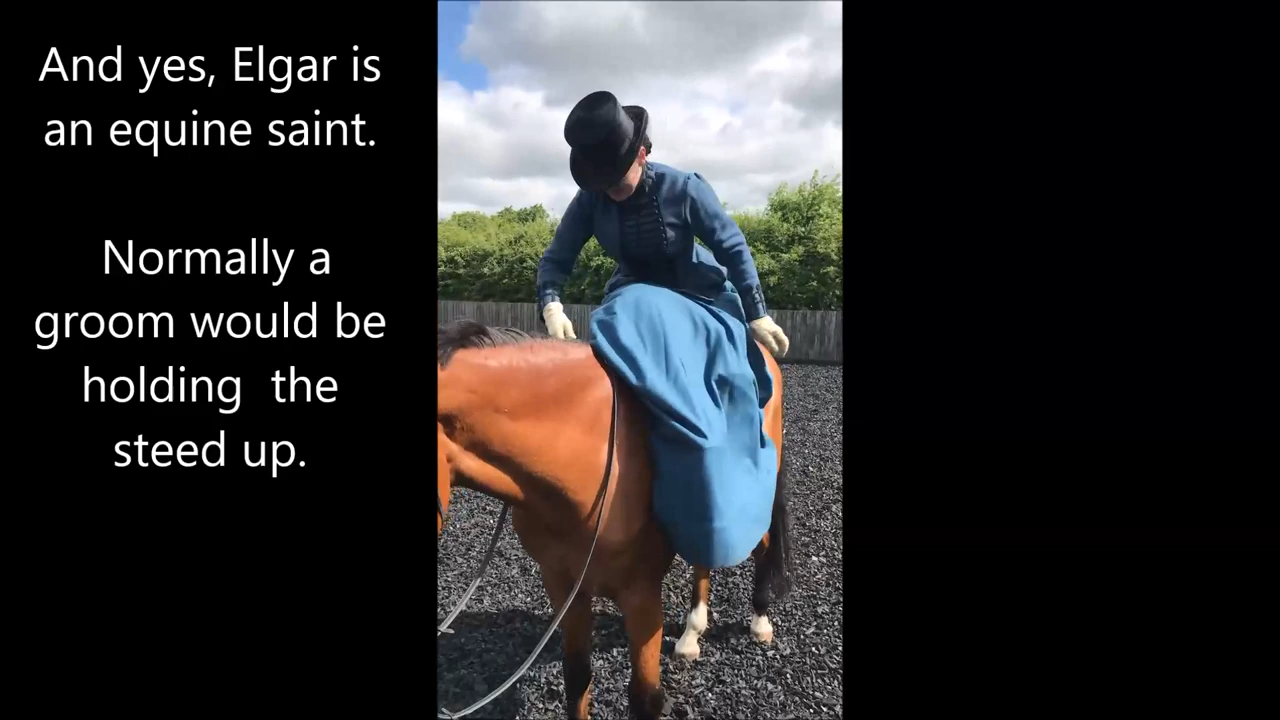 And yes, Elgar is
an equine saint.
Normally a
groom would be
holding  the
steed up.